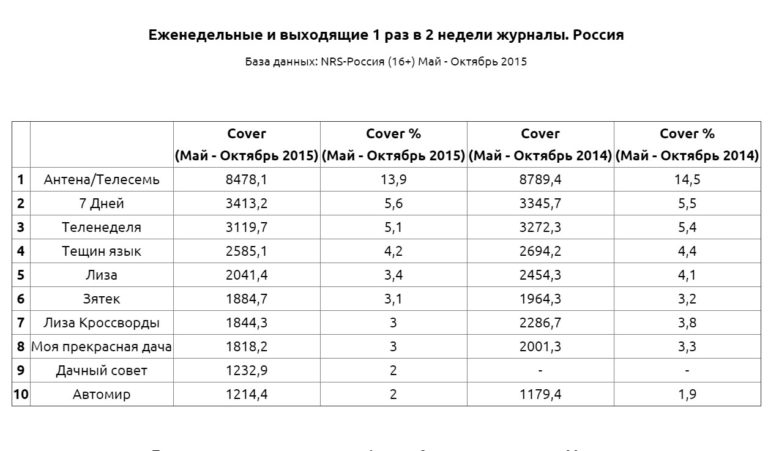 Еженедельные и выходящие 1 раз в 2 недели журналы. Россия
База данных: NRS-Россия (16+) Май - Октябрь 2015
Cover Cover % Cover Cover %
(Май - Октябрь 2015) (Май - Октябрь 2015) (Май - Октябрь 2014) (Май - Октябрь 2014)
1 Антена/Телесемь 8478,1 13,9 8789,4 14,5
2 7 Дней 3413,2 5,6 3345,7 5,5
3 Теленеделя 3119,7 5,1 3272,3 5,4
4 Тещин язык 2585,1 4,2 2694,2 4,4
5 Лиза 2041,4 3,4 2454,3 4,1
6 Зятек 1884,7 3,1 1964,3 3,2
7 Лиза Кроссворды 1844,3 3 2286,7 3,8
8 Моя прекрасная дача 1818,2 3 2001,3 3,3
9 Дачный совет 1232,9 2 - -
10 Автомир 1214,4 2 1179,4 1,9